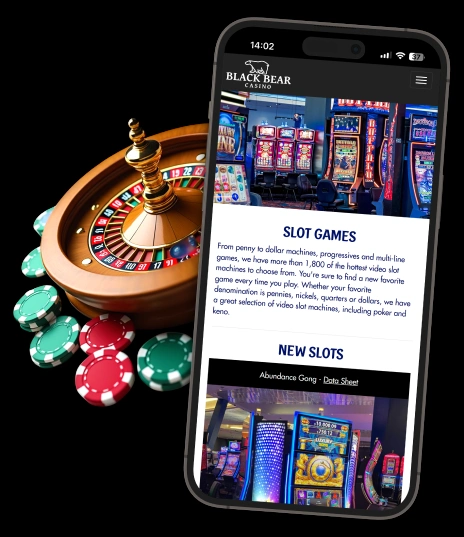 14:02
37
BLACK BEAR
CASINO
SLOT GAMES
From penny to dollar machines, progressives and multi-line
games, we have more than 1,800 of the hottest video slot
machines to choose from. You're sure to find a new favorite
game every time you play. Whether your favorite
denomination is pennies, nickels, quarters or dollars, we have
a great selection of video slot machines, including poker and
keno.
NEW SLOTS
Abundance Gong - Data Sheet